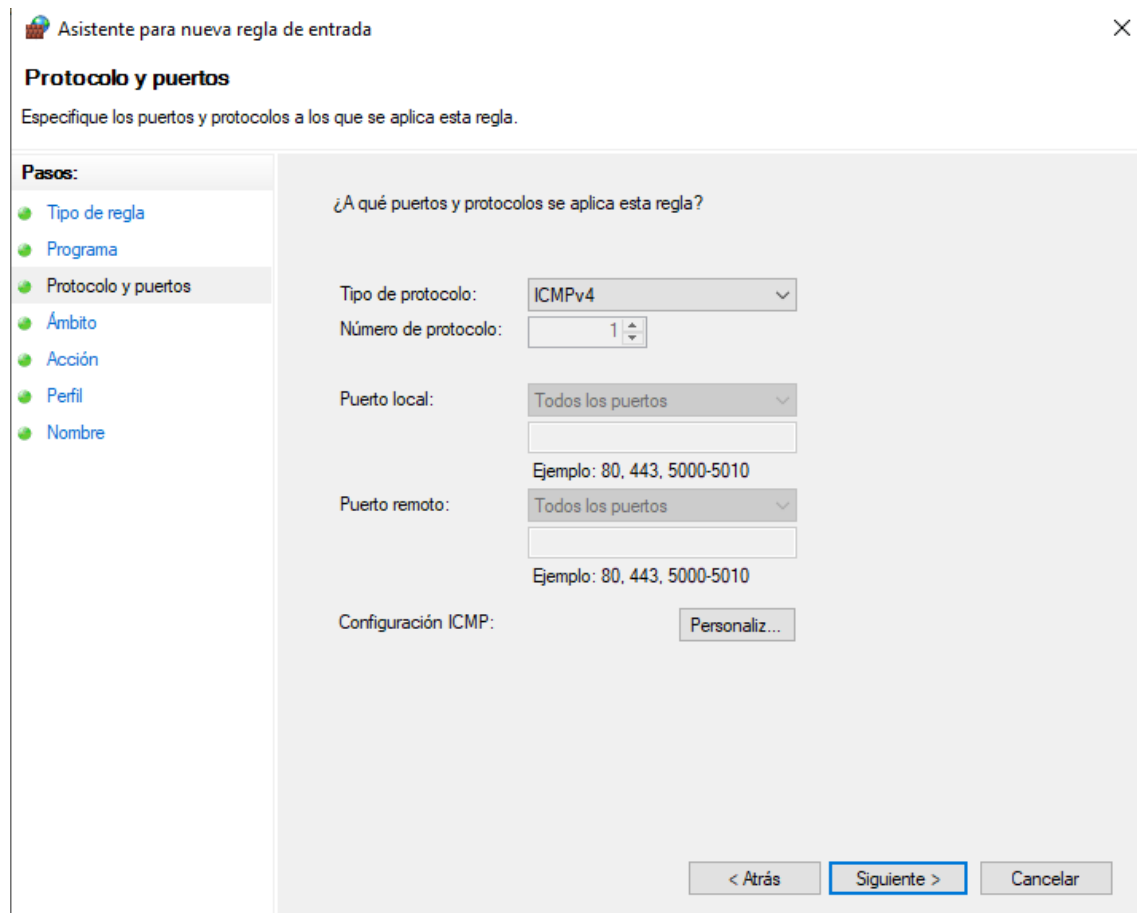 Asistente para nueva regla de entrada
Protocolo y puertos
Especifique los puertos y protocolos a los que se aplica esta regla.
Pasos:
Tipo de regla
Programa
Protocolo y puertos
Ámbito
Acción
Perfil
Nombre
¿A qué puertos y protocolos se aplica esta regla?
Tipo de protocolo: ICMPv4
Número de protocolo: 1
Puerto local: Todos los puertos
Ejemplo: 80, 443, 5000-5010
Puerto remoto: Todos los puertos
Ejemplo: 80, 443, 5000-5010
Configuración ICMP: Personaliz...
< Atrás Siguiente > Cancelar